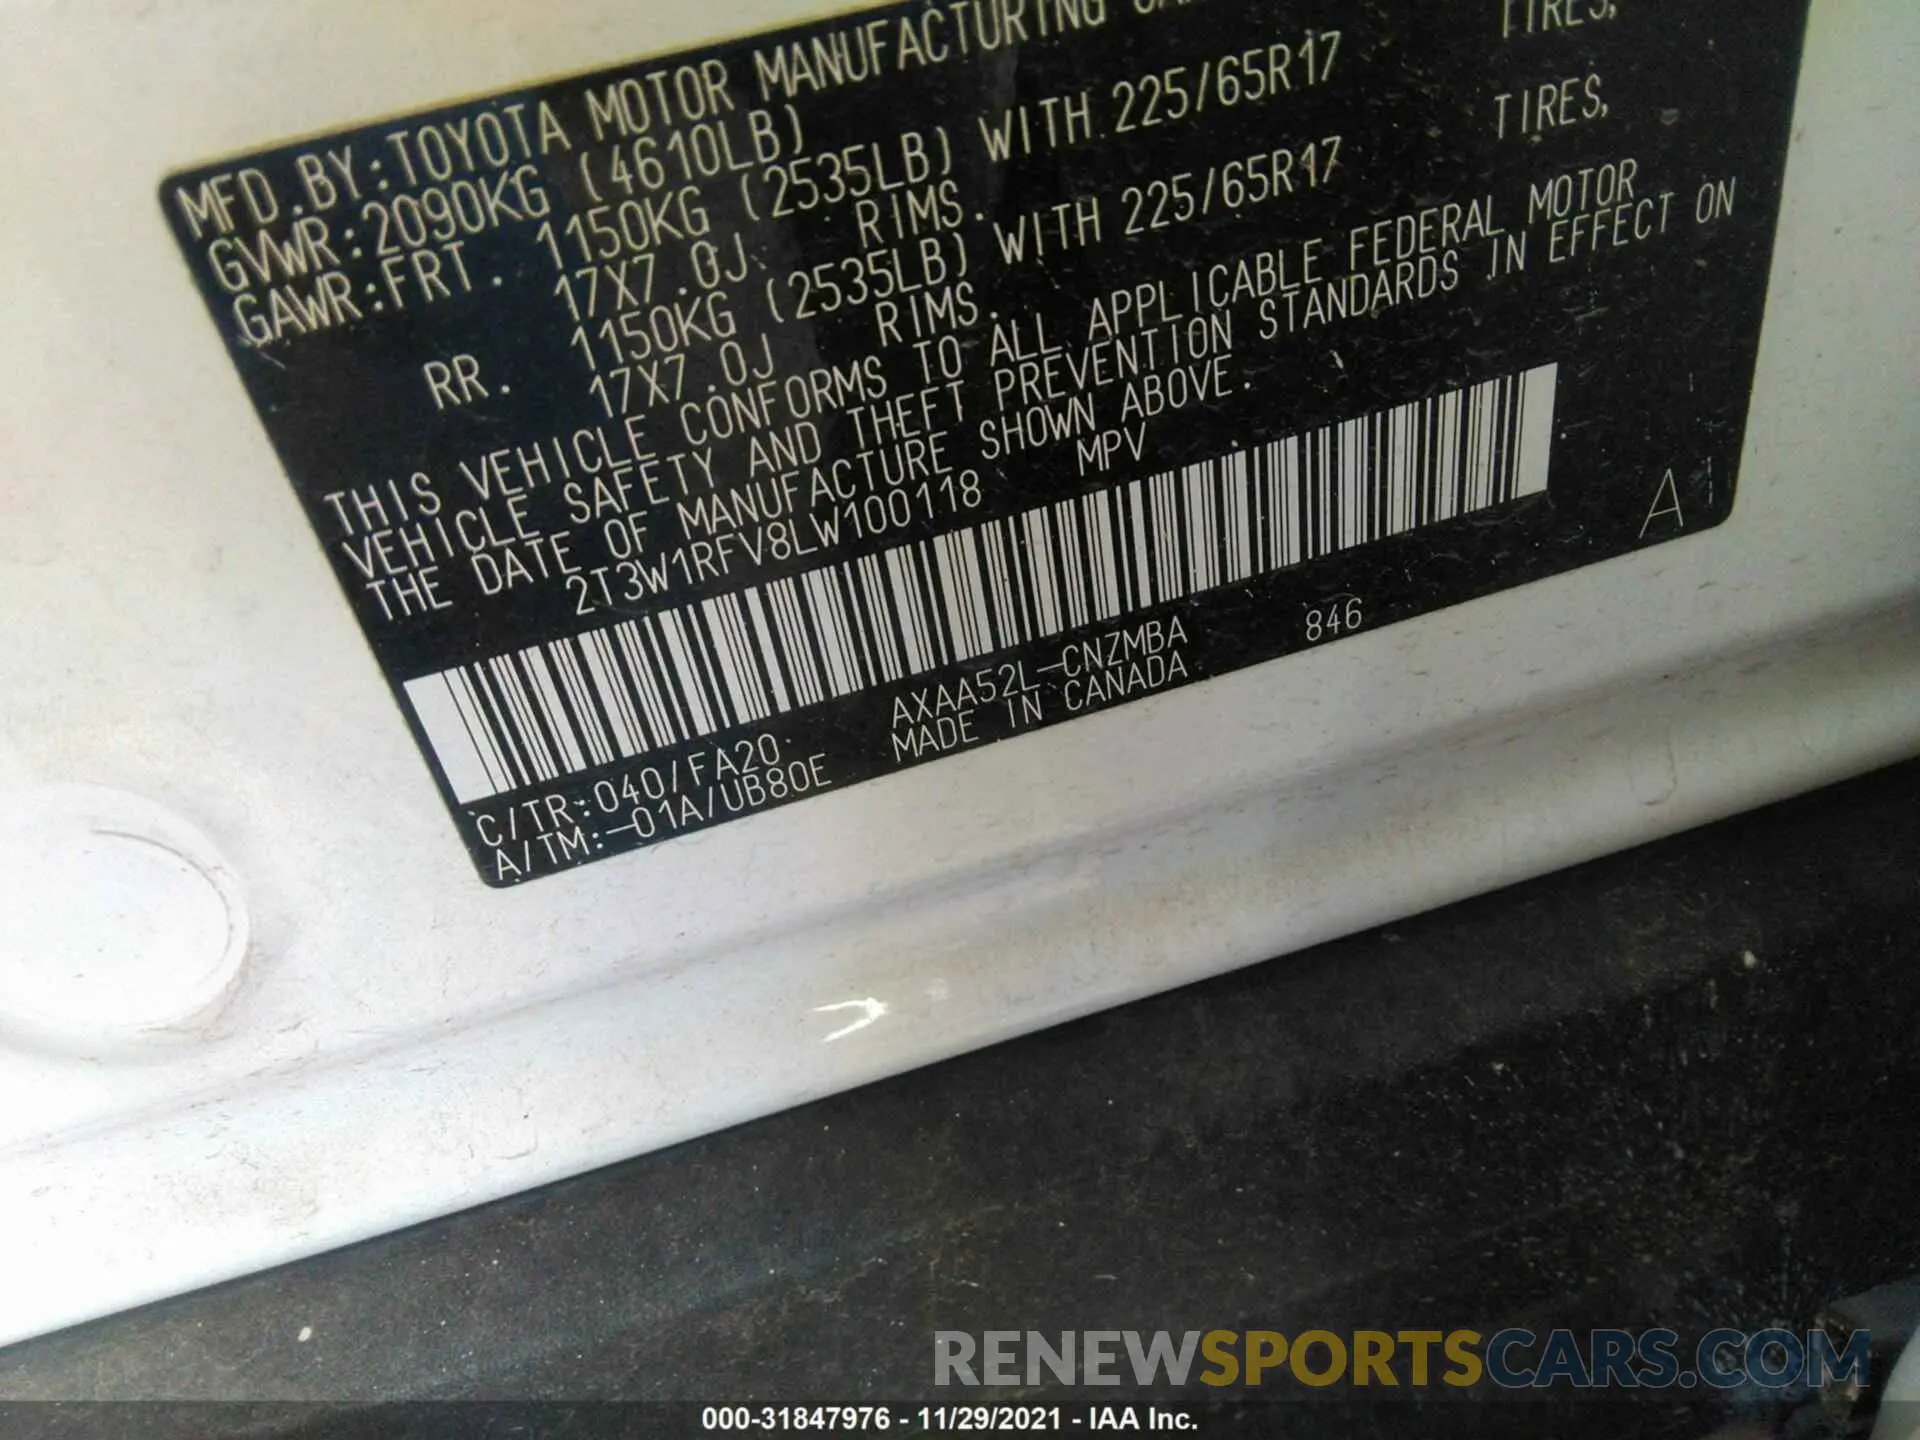 MFD.BY:TOYOTA MOTOR MANUFACTURING
GVWR:2090KG (4610LB)
GAWR:FRT. 1150KG (2535LB) WITH 225/65R17 TIRES,
17X7.0J RIMS.
RR. 1150KG (2535LB) WITH 225/65R17 TIRES,
17X7.0J RIMS.
THIS VEHICLE CONFORMS TO ALL APPLICABLE FEDERAL MOTOR
VEHICLE SAFETY AND THEFT PREVENTION STANDARDS IN EFFECT ON
THE DATE OF MANUFACTURE SHOWN ABOVE.
2T3W1RFV8LW100118 MPV
A1
C/TR:040/FA20 AXAA52L-CNZMBA 846
A/TM:-01A/UB80E MADE IN CANADA
RENEWSPORTSCARS.COM
000-31847976 - 11/29/2021 - IAA Inc.